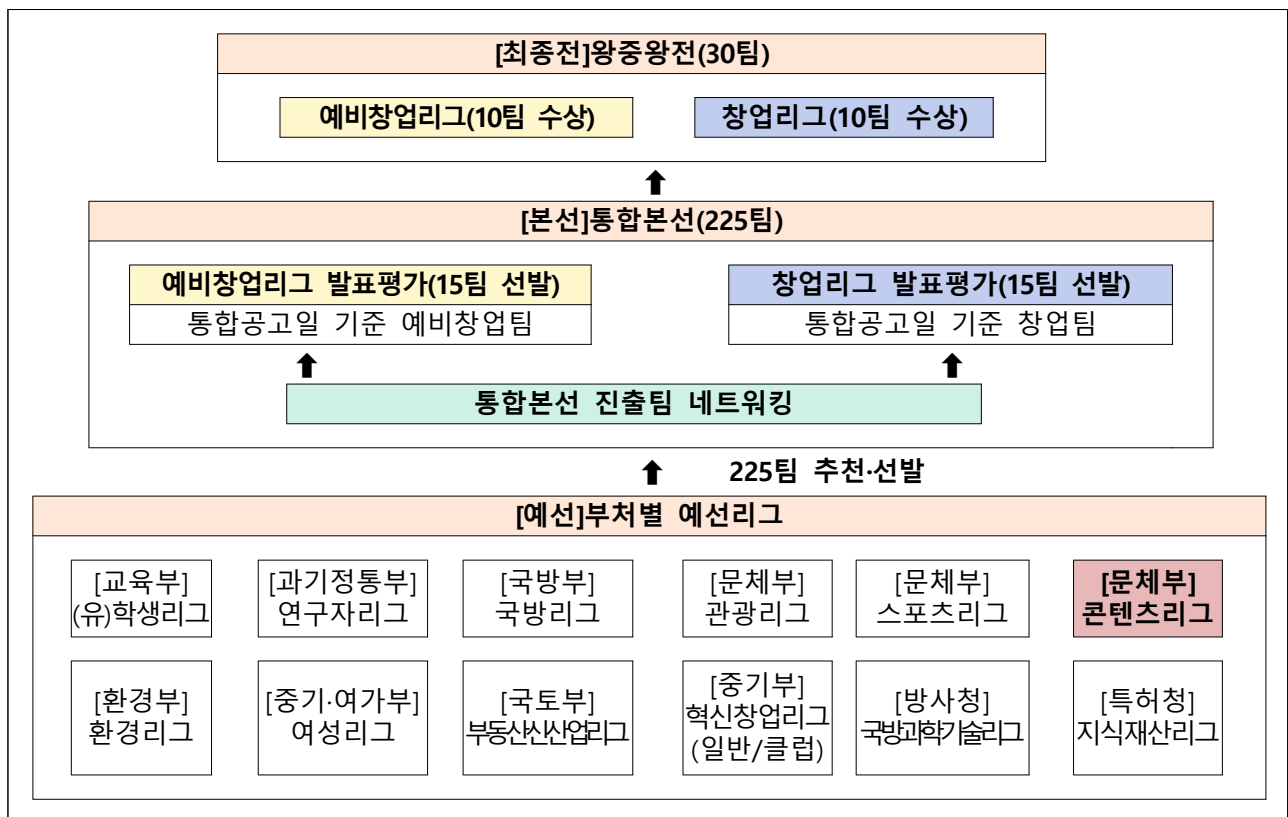 [최종전]왕중왕전(30팀)
예비창업리그(10팀 수상)
창업리그(10팀 수상)
[본선]통합본선(225팀)
예비창업리그 발표평가(15팀 선발)
통합공고일 기준 예비창업팀
창업리그 발표평가(15팀 선발)
통합공고일 기준 창업팀
통합본선 진출팀 네트워킹
225팀 추천·선발
[예선]부처별 예선리그
[교육부]
(유)학생리그
[과기정통부]
연구자리그
[국방부]
국방리그
[문체부]
관광리그
[문체부]
스포츠리그
[문체부]
콘텐츠리그
[환경부]
환경리그
[중기·여가부]
여성리그
[국토부]
부동산신산업리그
[중기부]
혁신창업리그
(일반/클럽)
[방사청]
국방과학기술리그
[특허청]
지식재산리그